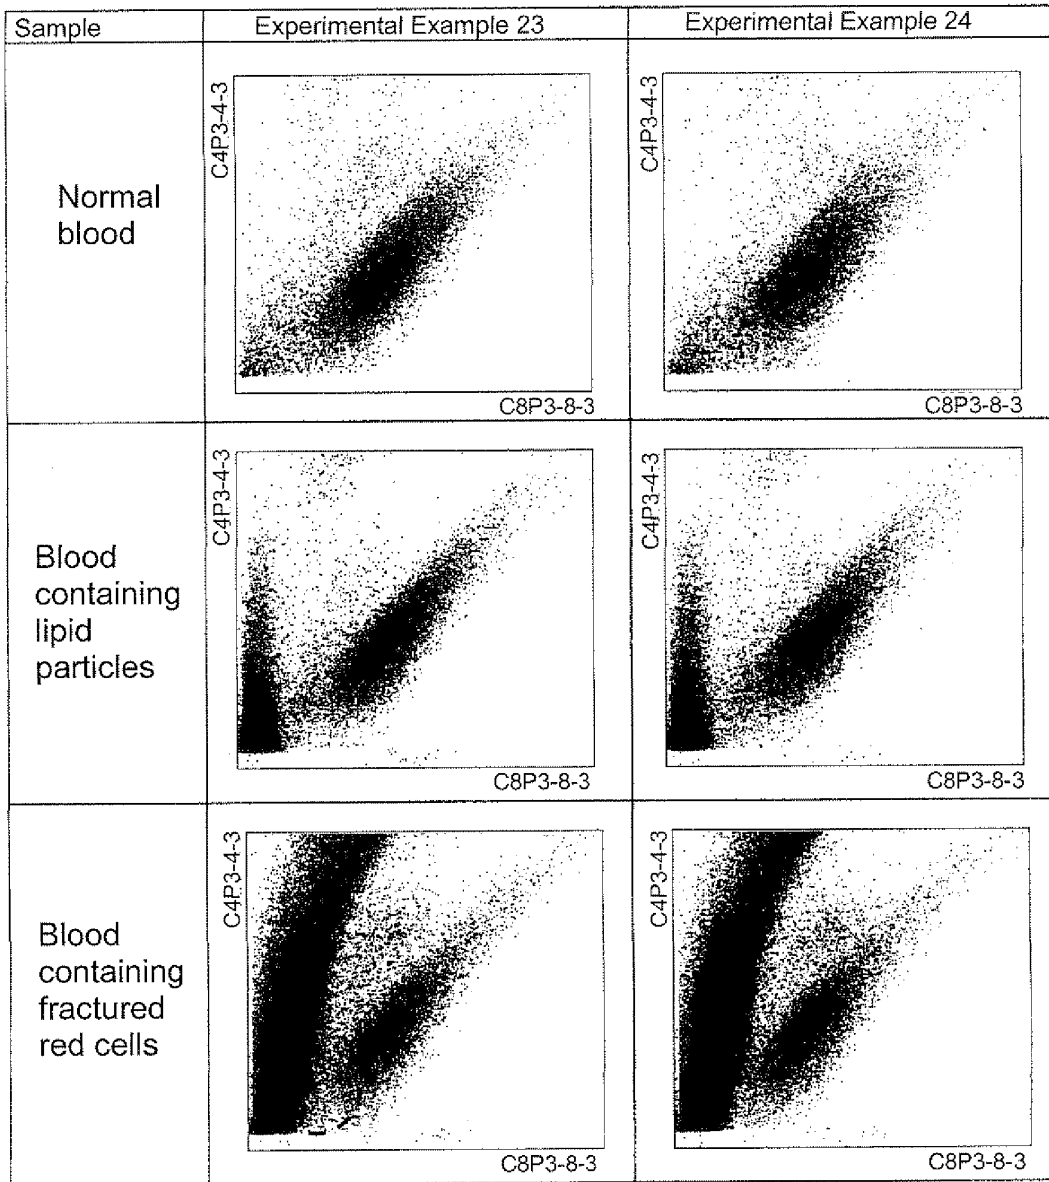 Sample
Experimental Example 23
Experimental Example 24
Normal
blood
C4P3-4-3
C8P3-8-3
C4P3-4-3
C8P3-8-3
Blood
containing
lipid
particles
C4P3-4-3
C8P3-8-3
C4P3-4-3
C8P3-8-3
Blood
containing
fractured
red cells
C4P3-4-3
C8P3-8-3
C4P3-4-3
C8P3-8-3